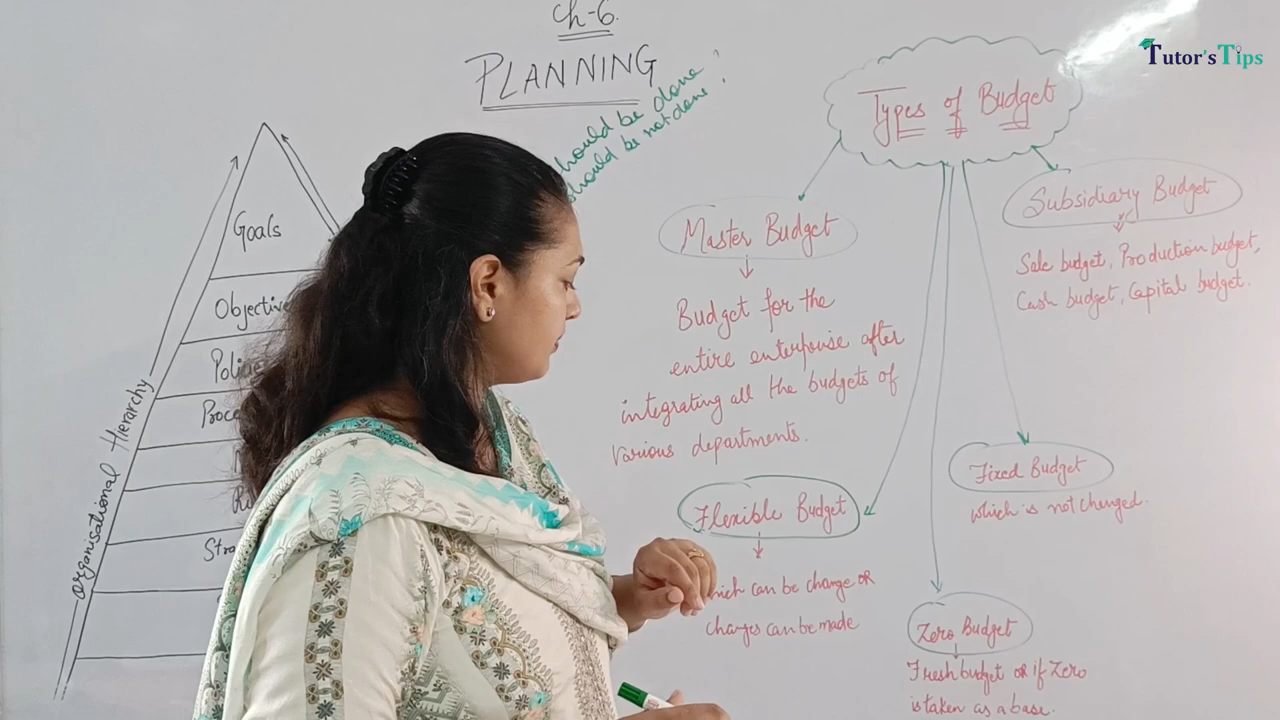 Ch-6.
PLANNING
should be done ?
should be not done ?
Tutor'sTips
Organisational Hierarchy
Goals
Objective
Types of Budget
Master Budget
Budget for the
entire enterprise after
integrating all the budgets of
various departments.
Subsidiary Budget
Sale budget, Production budget,
Cash budget, Capital budget.
Flexible Budget
can be change or
changes can be made
Fixed Budget
which is not changed.
Zero Budget
Fresh budget or if Zero
is taken as a base.